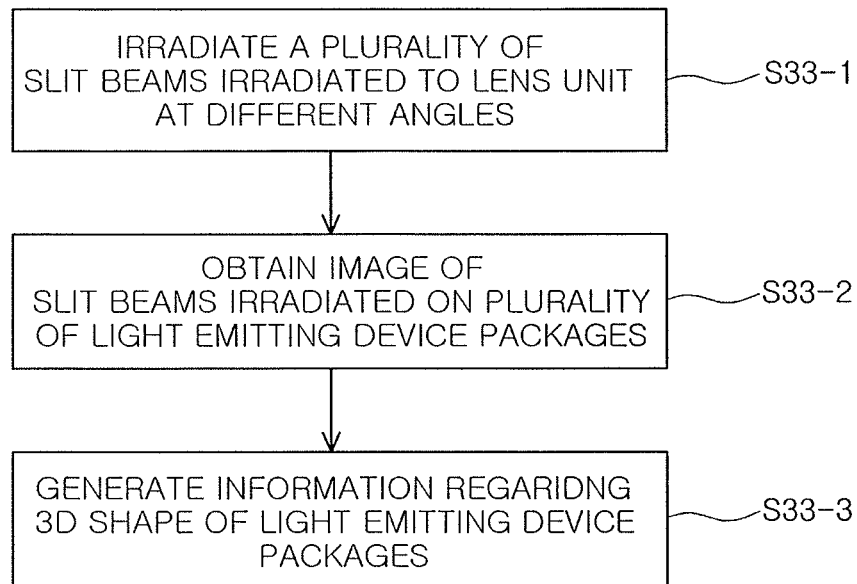 IRRADIATE A PLURALITY OF
SLIT BEAMS IRRADIATED TO LENS UNIT
AT DIFFERENT ANGLES
S33-1
OBTAIN IMAGE OF
SLIT BEAMS IRRADIATED ON PLURALITY
OF LIGHT EMITTING DEVICE PACKAGES
S33-2
GENERATE INFORMATION REGARIDNG
3D SHAPE OF LIGHT EMITTING DEVICE
PACKAGES
S33-3